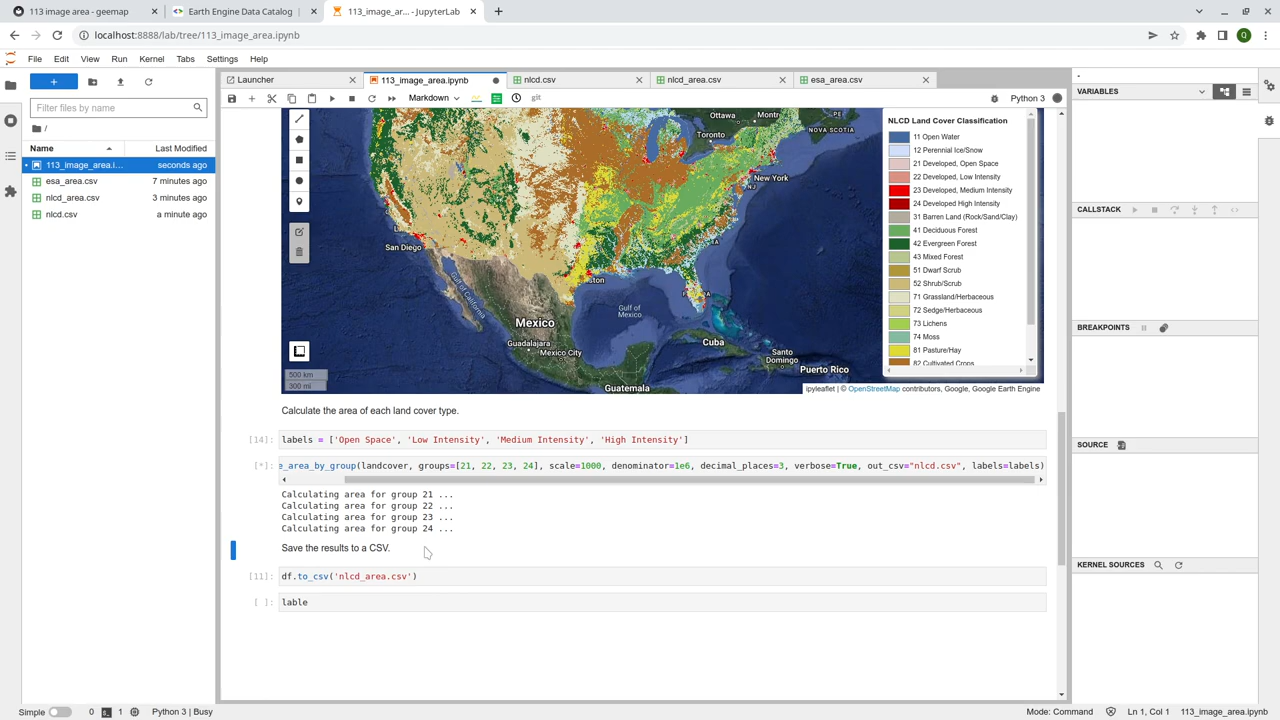 113 image area - geemap
Earth Engine Data Catalog
113_image_ar... - JupyterLab
localhost:8888/lab/tree/113_image_area.ipynb
Q
File Edit View Run Kernel Tabs Settings Help
Filter files by name
/
Name Last Modified
113_image_area.i... seconds ago
esa_area.csv 7 minutes ago
nlcd_area.csv 3 minutes ago
nlcd.csv a minute ago
Launcher
113_image_area.ipynb
nlcd.csv
nlcd_area.csv
esa_area.csv
Markdown
git
Python 3
Ottawa
Montr
Toronto
NOVA SCOTIA
New York
NJ
San Diego
Gulf of California
ston
Gulf of Mexico
Mexico
Guadalajara
Mexico City
Cuba
Santo Domingo
Puerto Rico
Guatemala
500 km
300 mi
NLCD Land Cover Classification
11 Open Water
12 Perennial Ice/Snow
21 Developed, Open Space
22 Developed, Low Intensity
23 Developed, Medium Intensity
24 Developed High Intensity
31 Barren Land (Rock/Sand/Clay)
41 Deciduous Forest
42 Evergreen Forest
43 Mixed Forest
51 Dwarf Scrub
52 Shrub/Scrub
71 Grassland/Herbaceous
72 Sedge/Herbaceous
73 Lichens
74 Moss
81 Pasture/Hay
82 Cultivated Crops
ipyleaflet | © OpenStreetMap contributors, Google, Google Earth Engine
Calculate the area of each land cover type.
[14]: labels = ['Open Space', 'Low Intensity', 'Medium Intensity', 'High Intensity']
[*]: e_area_by_group(landcover, groups=[21, 22, 23, 24], scale=1000, denominator=1e6, decimal_places=3, verbose=True, out_csv="nlcd.csv", labels=labels)
Calculating area for group 21 ...
Calculating area for group 22 ...
Calculating area for group 23 ...
Calculating area for group 24 ...
Save the results to a CSV.
[11]: df.to_csv('nlcd_area.csv')
[ ]: lable
VARIABLES
CALLSTACK
BREAKPOINTS
SOURCE
KERNEL SOURCES
Simple 0 1 Python 3 | Busy
Mode: Command Ln 1, Col 1 113_image_area.ipynb